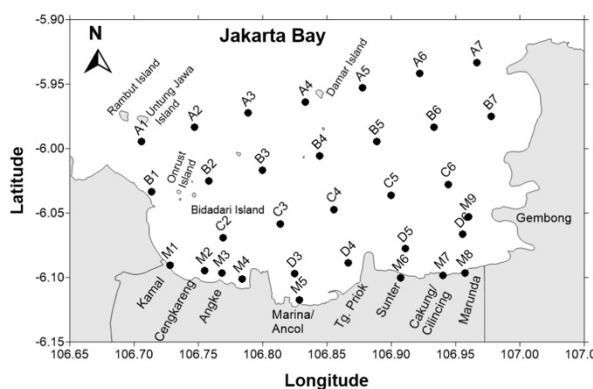 -5.90
Jakarta Bay
N
A7
A6
A5
A4
A3
A2
A1
Rambut Island
Untung Jawa
Island
Damar Island
-5.95
-6.00
-6.05
-6.10
-6.15
Latitude
B1
B2
B3
B4
B5
B6
B7
Onrust
Island
Bidadari Island
C2
C3
C4
C5
C6
M9
D6
D5
D4
D3
Gembong
M1
M2
M3
M4
M5
M6
M7
M8
Kamal
Cengkareng
Angke
Marina/
Ancol
Tg. Priok
Sunter
Cakung/
Cilincing
Marunda
106.65
106.70
106.75
106.80
106.85
106.90
106.95
107.00
107.0
Longitude